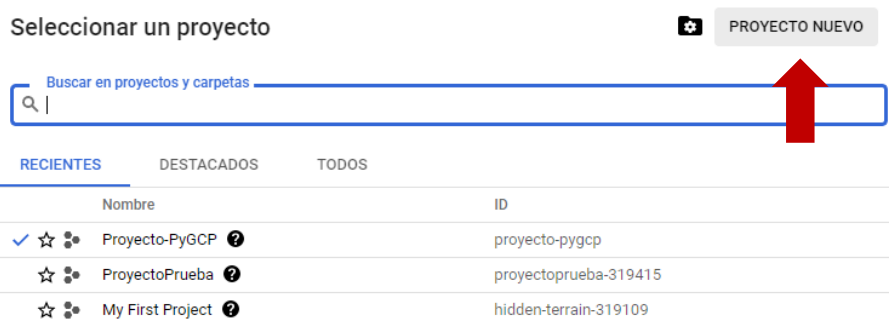 Seleccionar un proyecto
PROYECTO NUEVO
Buscar en proyectos y carpetas
RECIENTES DESTACADOS TODOS
Nombre ID
Proyecto-PyGCP proyecto-pygcp
ProyectoPrueba proyectoprueba-319415
My First Project hidden-terrain-319109